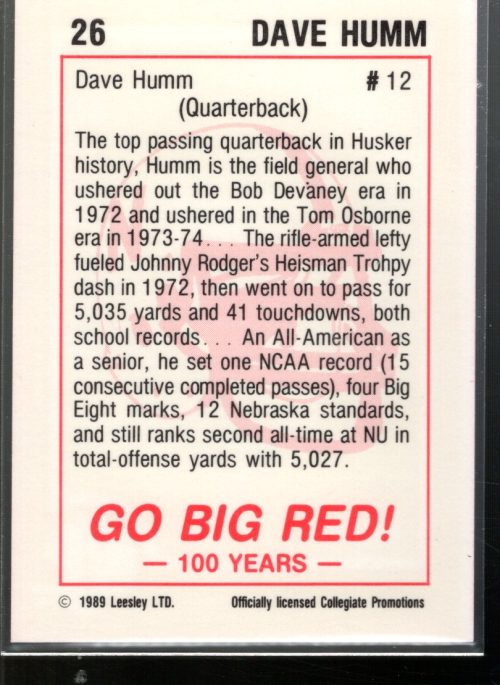 26 DAVE HUMM
Dave Humm # 12
(Quarterback)
The top passing quarterback in Husker
history, Humm is the field general who
ushered out the Bob Devaney era in
1972 and ushered in the Tom Osborne
era in 1973-74. . . The rifle-armed lefty
fueled Johnny Rodger's Heisman Trohpy
dash in 1972, then went on to pass for
5,035 yards and 41 touchdowns, both
school records. . . An All-American as
a senior, he set one NCAA record (15
consecutive completed passes), four Big
Eight marks, 12 Nebraska standards,
and still ranks second all-time at NU in
total-offense yards with 5,027.
GO BIG RED!
— 100 YEARS —
© 1989 Leesley LTD. Officially licensed Collegiate Promotions